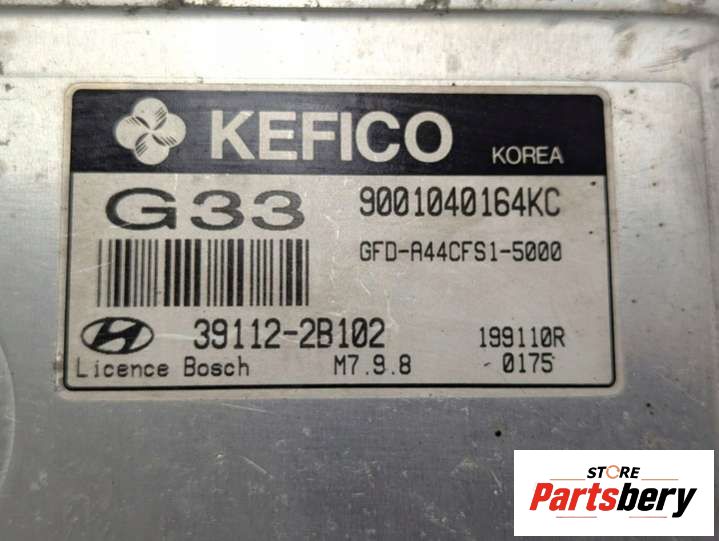 KEFICO KOREA
G33 9001040164KC
GFD-A44CFS1-5000
39112-2B102 199110R
Licence Bosch M7.9.8 0175
STORE
Partsbery